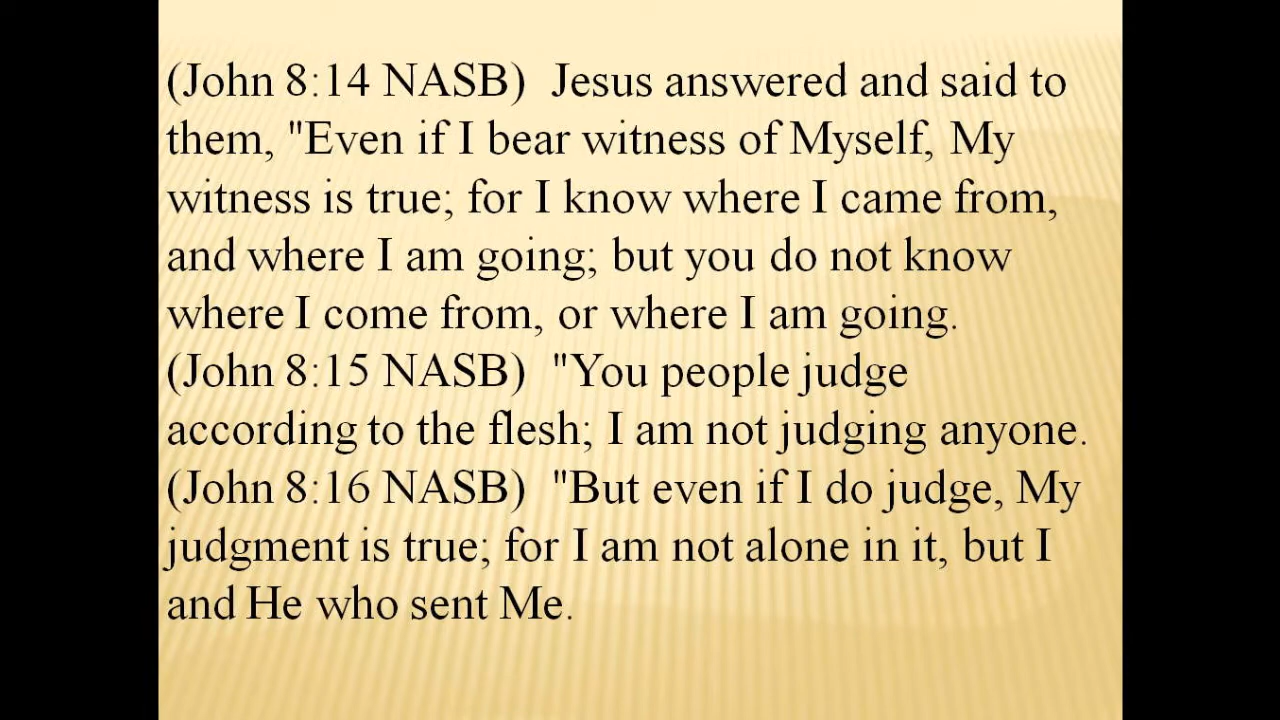 (John 8:14 NASB)  Jesus answered and said to
them, "Even if I bear witness of Myself, My
witness is true; for I know where I came from,
and where I am going; but you do not know
where I come from, or where I am going.
(John 8:15 NASB)  "You people judge
according to the flesh; I am not judging anyone.
(John 8:16 NASB)  "But even if I do judge, My
judgment is true; for I am not alone in it, but I
and He who sent Me.